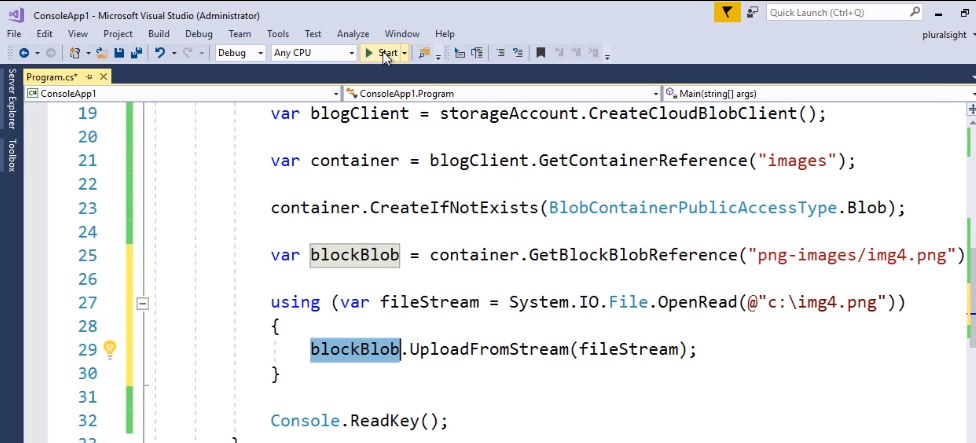 ConsoleApp1 - Microsoft Visual Studio (Administrator)
Quick Launch (Ctrl+Q)
File Edit View Project Build Debug Team Tools Test Analyze Window Help
pluralsight
Debug Any CPU Start
Server Explorer
Toolbox
Program.cs*
ConsoleApp1 ConsoleApp1.Program Main(string[] args)
19 var blogClient = storageAccount.CreateCloudBlobClient();
20
21 var container = blogClient.GetContainerReference("images");
22
23 container.CreateIfNotExists(BlobContainerPublicAccessType.Blob);
24
25 var blockBlob = container.GetBlockBlobReference("png-images/img4.png")
26
27 using (var fileStream = System.IO.File.OpenRead(@"c:\img4.png"))
28 {
29 blockBlob.UploadFromStream(fileStream);
30 }
31
32 Console.ReadKey();
33 }